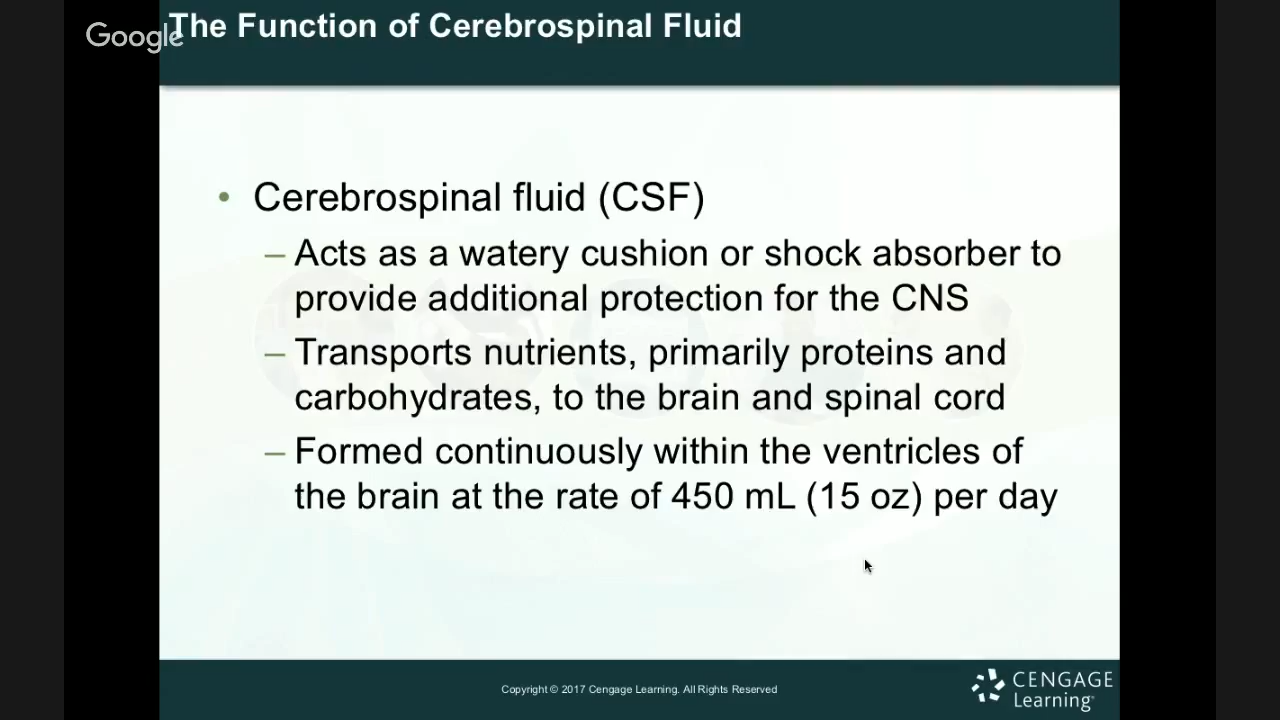 Google
The Function of Cerebrospinal Fluid
• Cerebrospinal fluid (CSF)
– Acts as a watery cushion or shock absorber to
provide additional protection for the CNS
– Transports nutrients, primarily proteins and
carbohydrates, to the brain and spinal cord
– Formed continuously within the ventricles of
the brain at the rate of 450 mL (15 oz) per day
Copyright © 2017 Cengage Learning. All Rights Reserved
CENGAGE
Learning